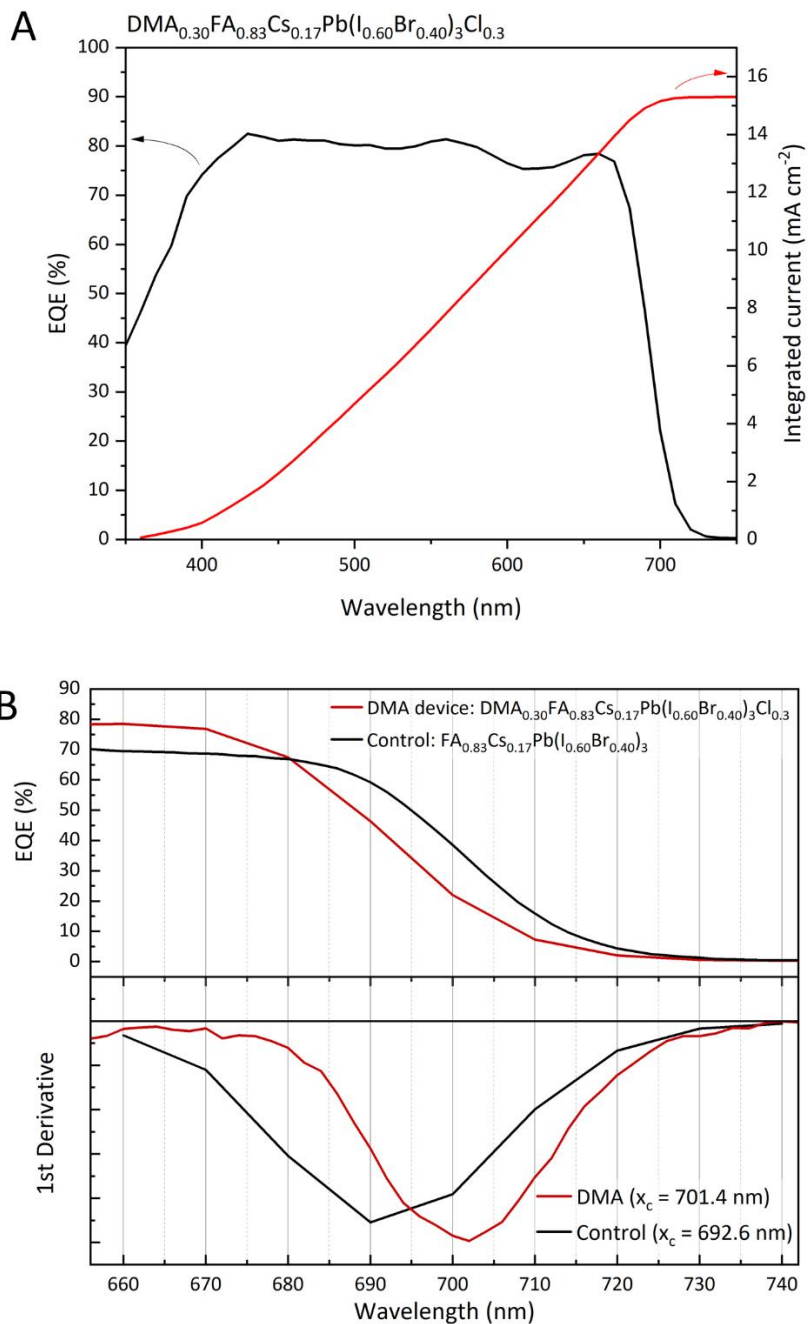 A
DMA₀.₃₀FA₀.₈₃Cs₀.₁₇Pb(I₀.₆₀Br₀.₄₀)₃Cl₀.₃
100
90
80
70
60
50
40
30
20
10
0
EQE (%)
16
14
12
10
8
6
4
2
0
Integrated current (mA cm⁻²)
400 500 600 700
Wavelength (nm)
B
90
80
70
60
50
40
30
20
10
0
EQE (%)
DMA device: DMA₀.₃₀FA₀.₈₃Cs₀.₁₇Pb(I₀.₆₀Br₀.₄₀)₃Cl₀.₃
Control: FA₀.₈₃Cs₀.₁₇Pb(I₀.₆₀Br₀.₄₀)₃
1st Derivative
DMA (x_c = 701.4 nm)
Control (x_c = 692.6 nm)
660 670 680 690 700 710 720 730 740
Wavelength (nm)